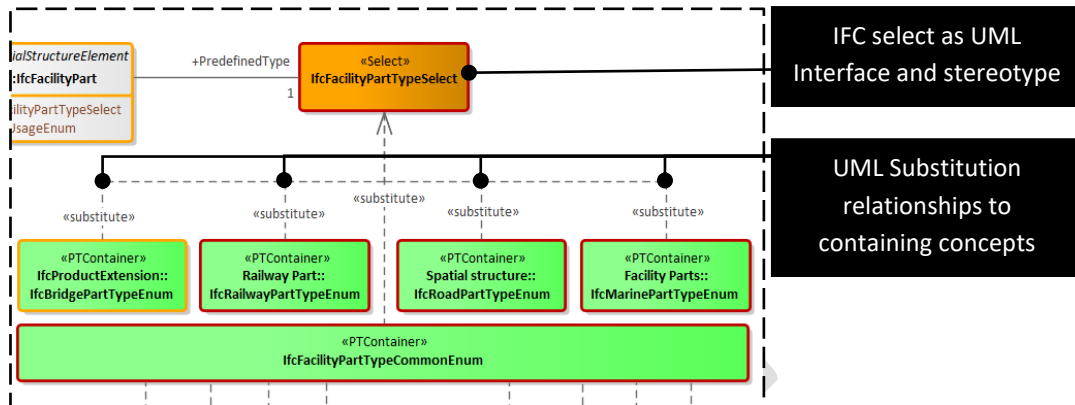 ialStructureElement
:IfcFacilityPart
cilityPartTypeSelect
UsageEnum
+PredefinedType
1
«Select»
IfcFacilityPartTypeSelect
IFC select as UML
Interface and stereotype
UML Substitution
relationships to
containing concepts
«substitute»
«substitute»
«substitute»
«substitute»
«substitute»
«PTContainer»
IfcProductExtension::
IfcBridgePartTypeEnum
«PTContainer»
Railway Part::
IfcRailwayPartTypeEnum
«PTContainer»
Spatial structure::
IfcRoadPartTypeEnum
«PTContainer»
Facility Parts::
IfcMarinePartTypeEnum
«PTContainer»
IfcFacilityPartTypeCommonEnum